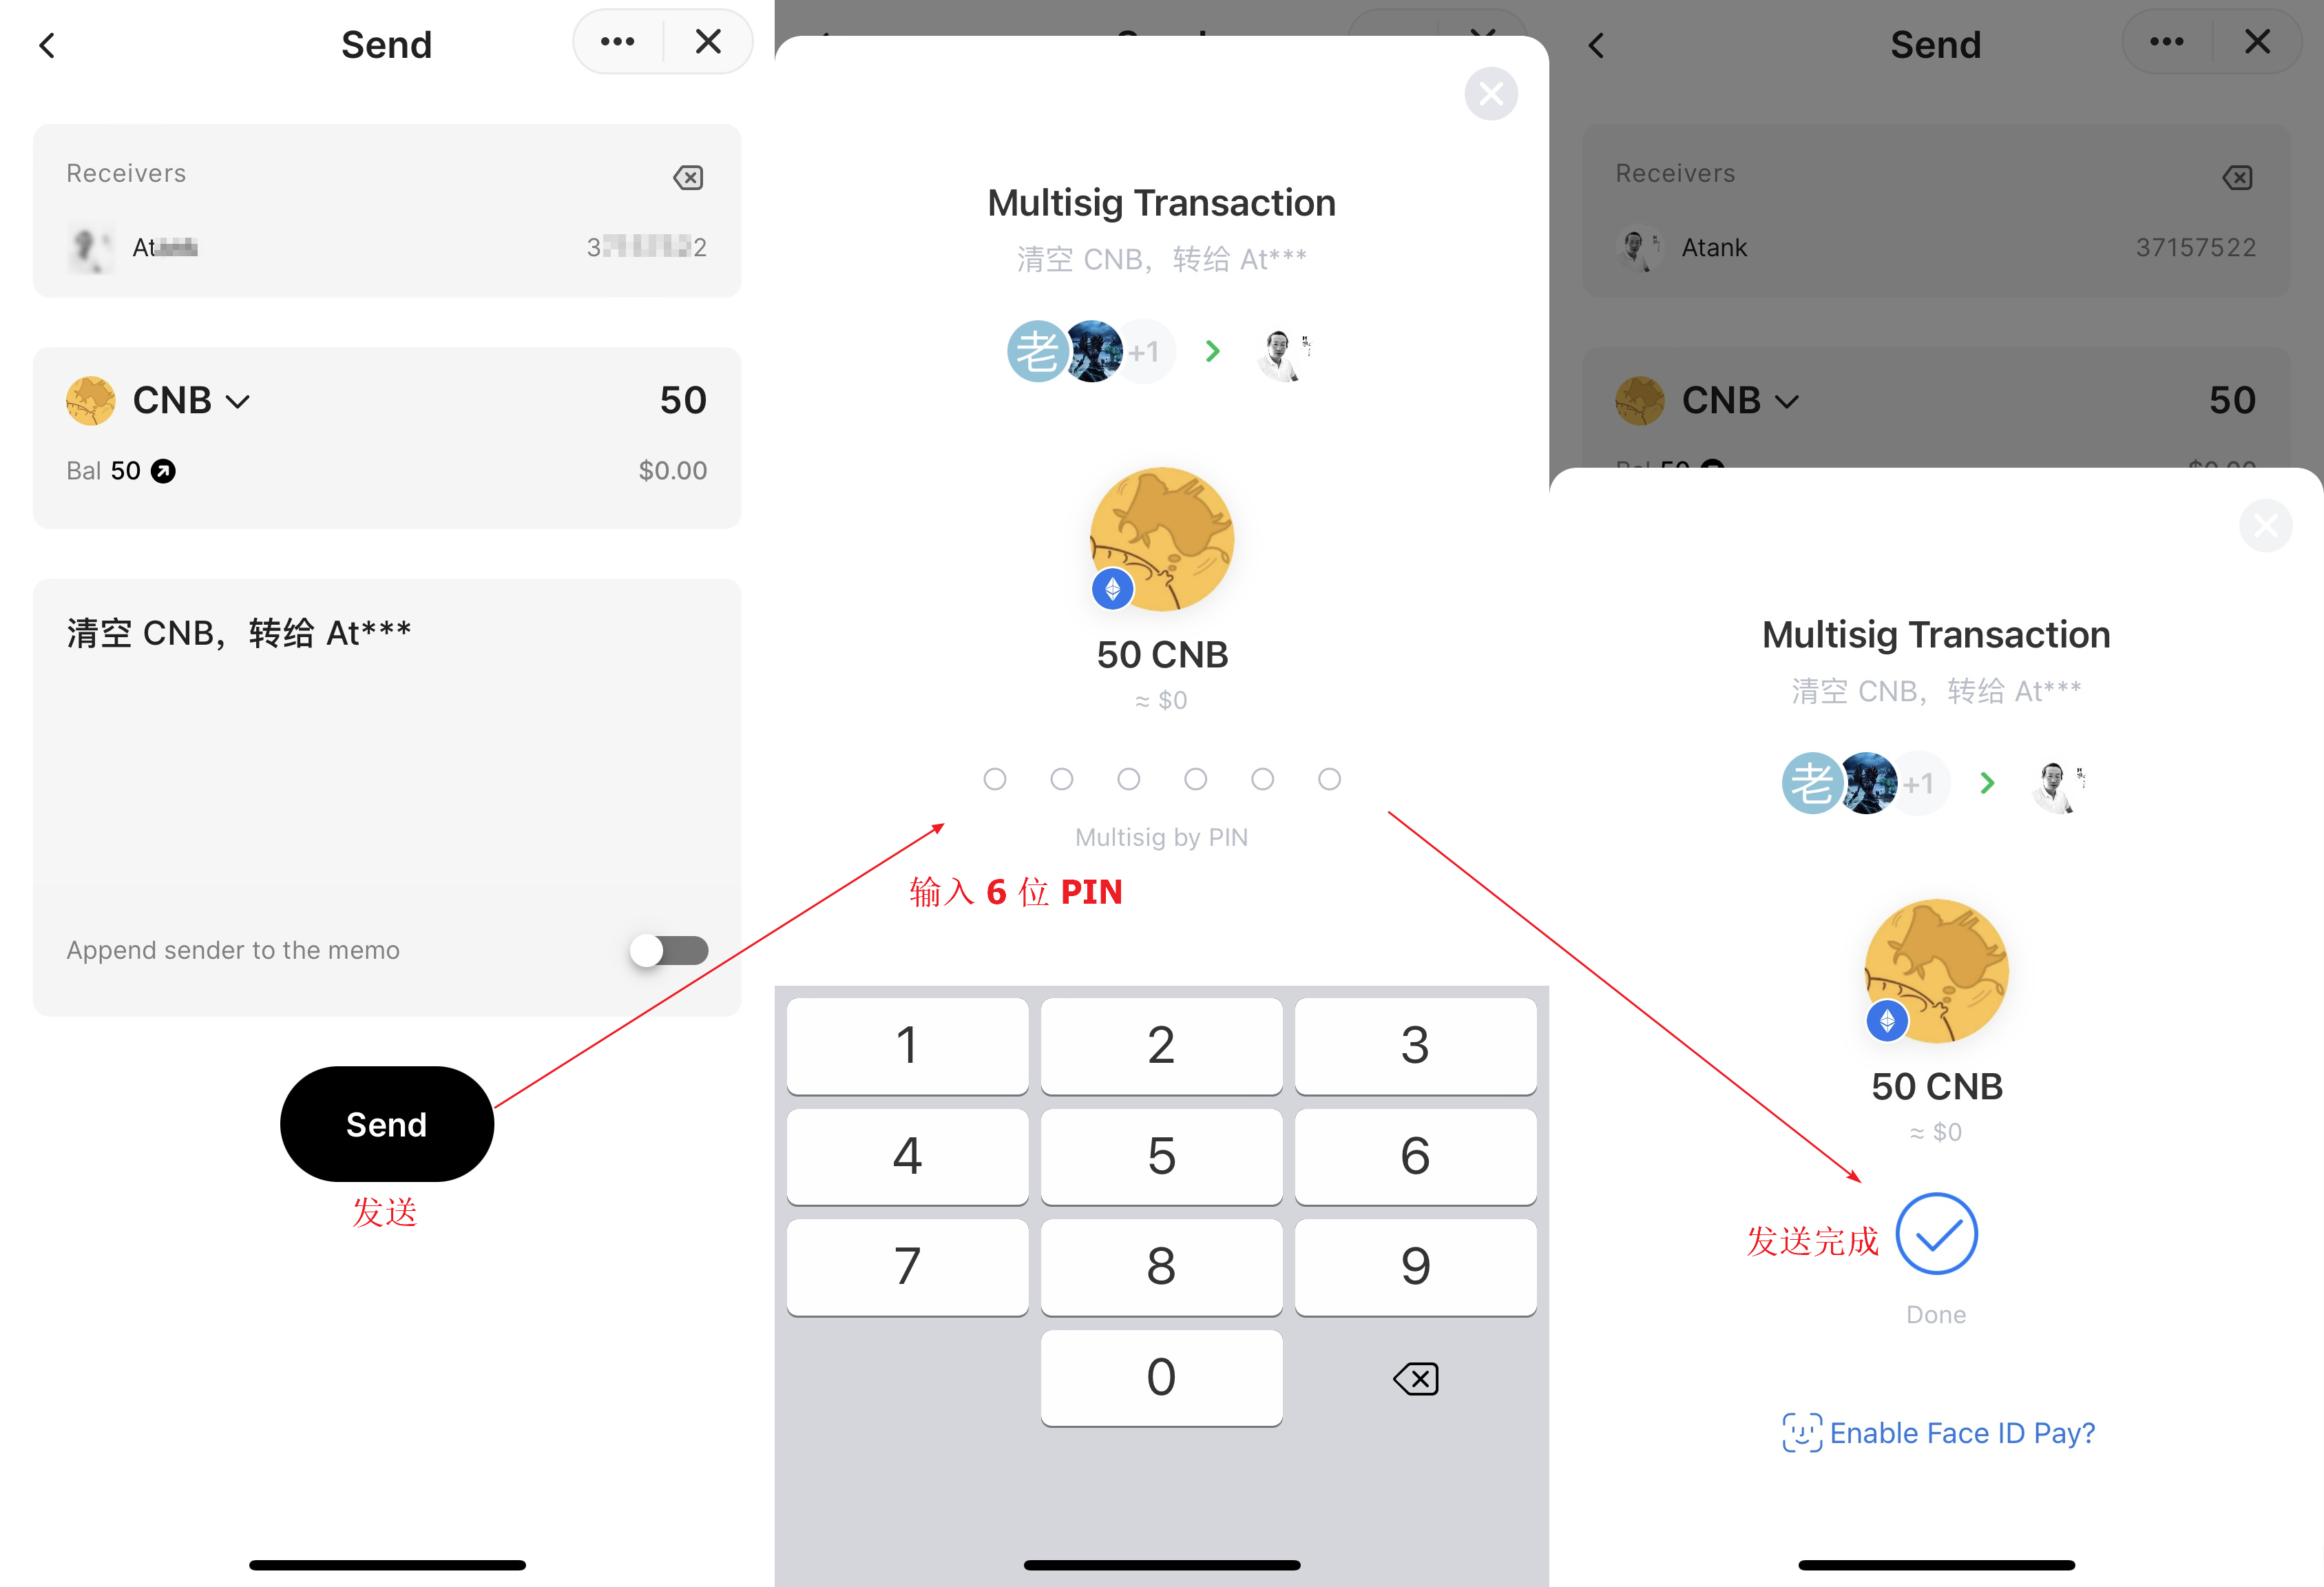 Send
Receivers
At
3 2
CNB
50
Bal 50
$0.00
清空 CNB，转给 At***
Append sender to the memo
Send
发送
Multisig Transaction
清空 CNB，转给 At***
老
+1
50 CNB
≈ $0
Multisig by PIN
输入 6 位 PIN
1
2
3
4
5
6
7
8
9
0
Send
Receivers
Atank
37157522
CNB
50
Multisig Transaction
清空 CNB，转给 At***
老
+1
50 CNB
≈ $0
发送完成
Done
Enable Face ID Pay?